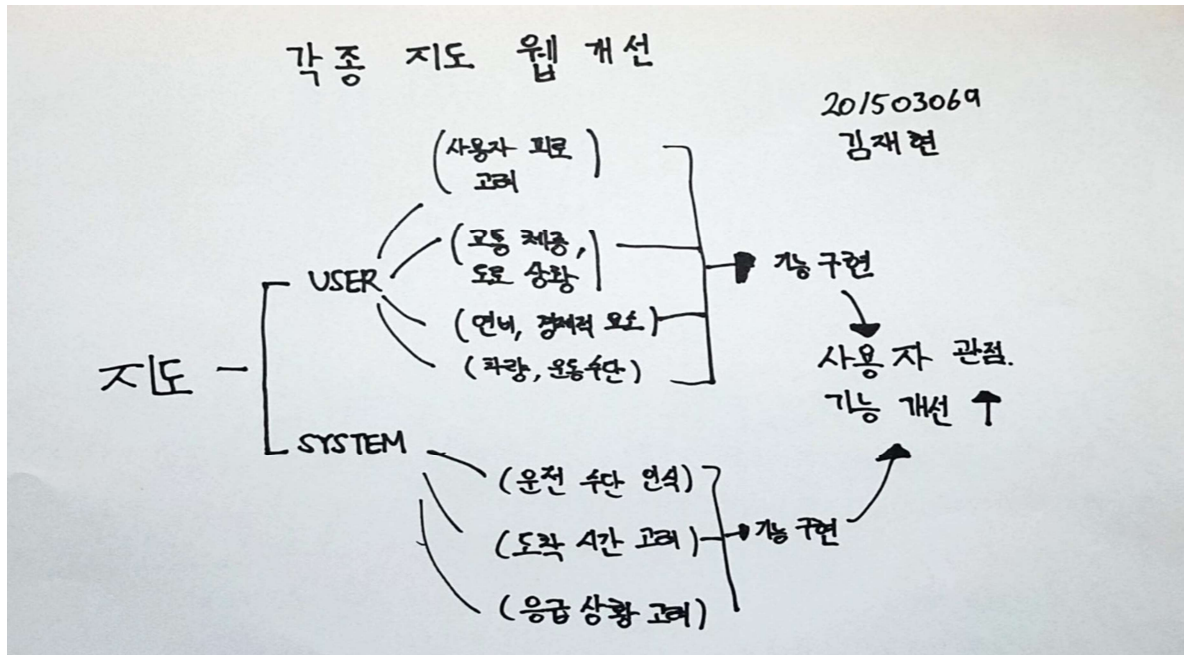 각종 지도 웹 개선
201503069
김재현
(사용자 피로
고려)
(교통 체증,
도로 상황)
USER
(연비, 경제적 요소)
(차량, 운동수단)
기능 구현
사용자 관점.
기능 개선 ↑
지도
SYSTEM
(운전 수단 인식)
(도착 시간 고려)
기능 구현
(응급 상황 고려)